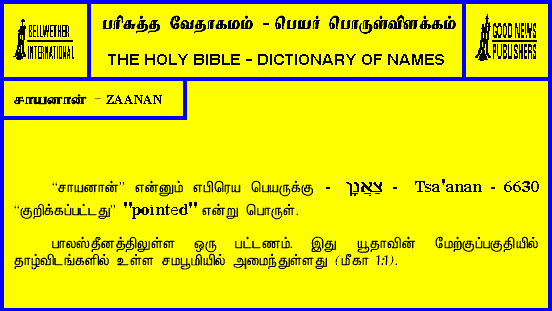 BELLWETHER
INTERNATIONAL
பரிசுத்த வேதாகமம் - பெயர் பொருள்விளக்கம்
THE HOLY BIBLE - DICTIONARY OF NAMES
GOOD NEWS
PUBLISHERS
சாயனான் - ZAANAN
“சாயனான்” என்னும் எபிரெய பெயருக்கு - צַאֲנָן - Tsa'anan - 6630
“குறிக்கப்பட்டது” "pointed" என்று பொருள்.
பாலஸ்தீனத்திலுள்ள ஒரு பட்டணம். இது யூதாவின் மேற்குப்பகுதியில்
தாழ்விடங்களில் உள்ள சமபூமியில் அமைந்துள்ளது (மீகா 1:1).